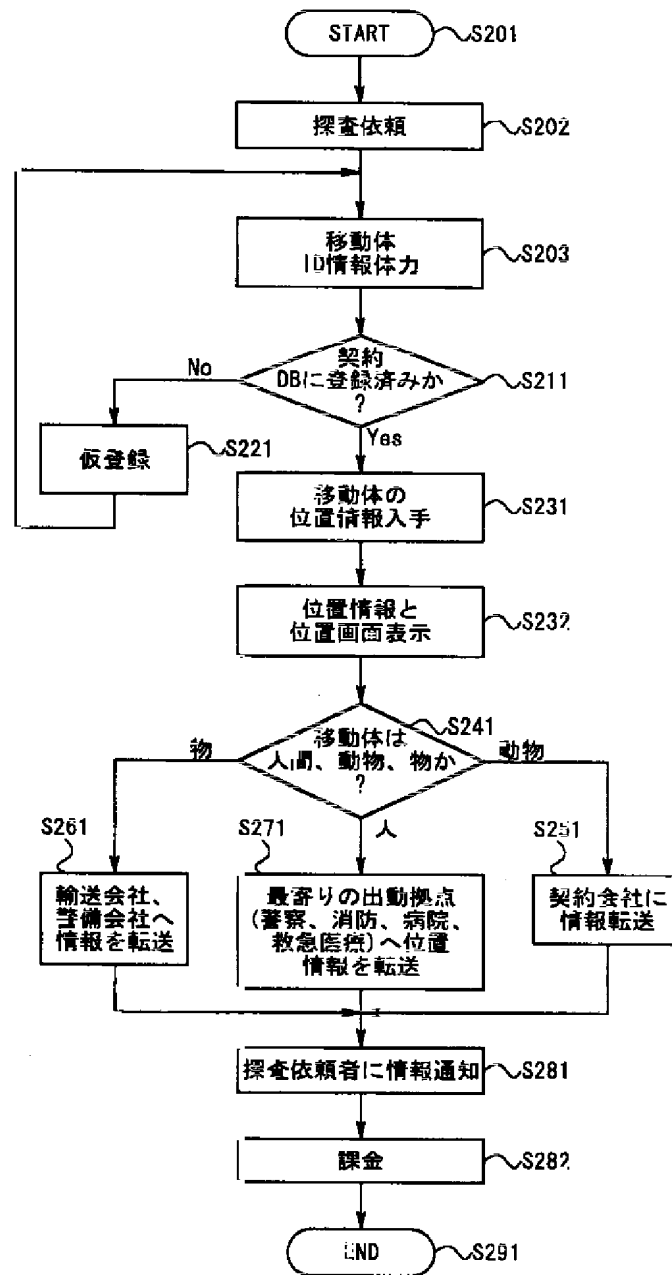 START
S201
探査依頼
S202
移動体
ID情報体力
S203
契約
DBに登録済みか
?
S211
No
Yes
仮登録
S221
移動体の
位置情報入手
S231
位置情報と
位置画面表示
S232
移動体は
人間、動物、物か
?
S241
物
動物
人
S261
輸送会社、
警備会社へ
情報を転送
S271
最寄りの出動拠点
(警察、消防、病院、
救急医療)へ位置
情報を転送
S251
契約会社に
情報転送
探査依頼者に情報通知
S281
課金
S282
END
S291